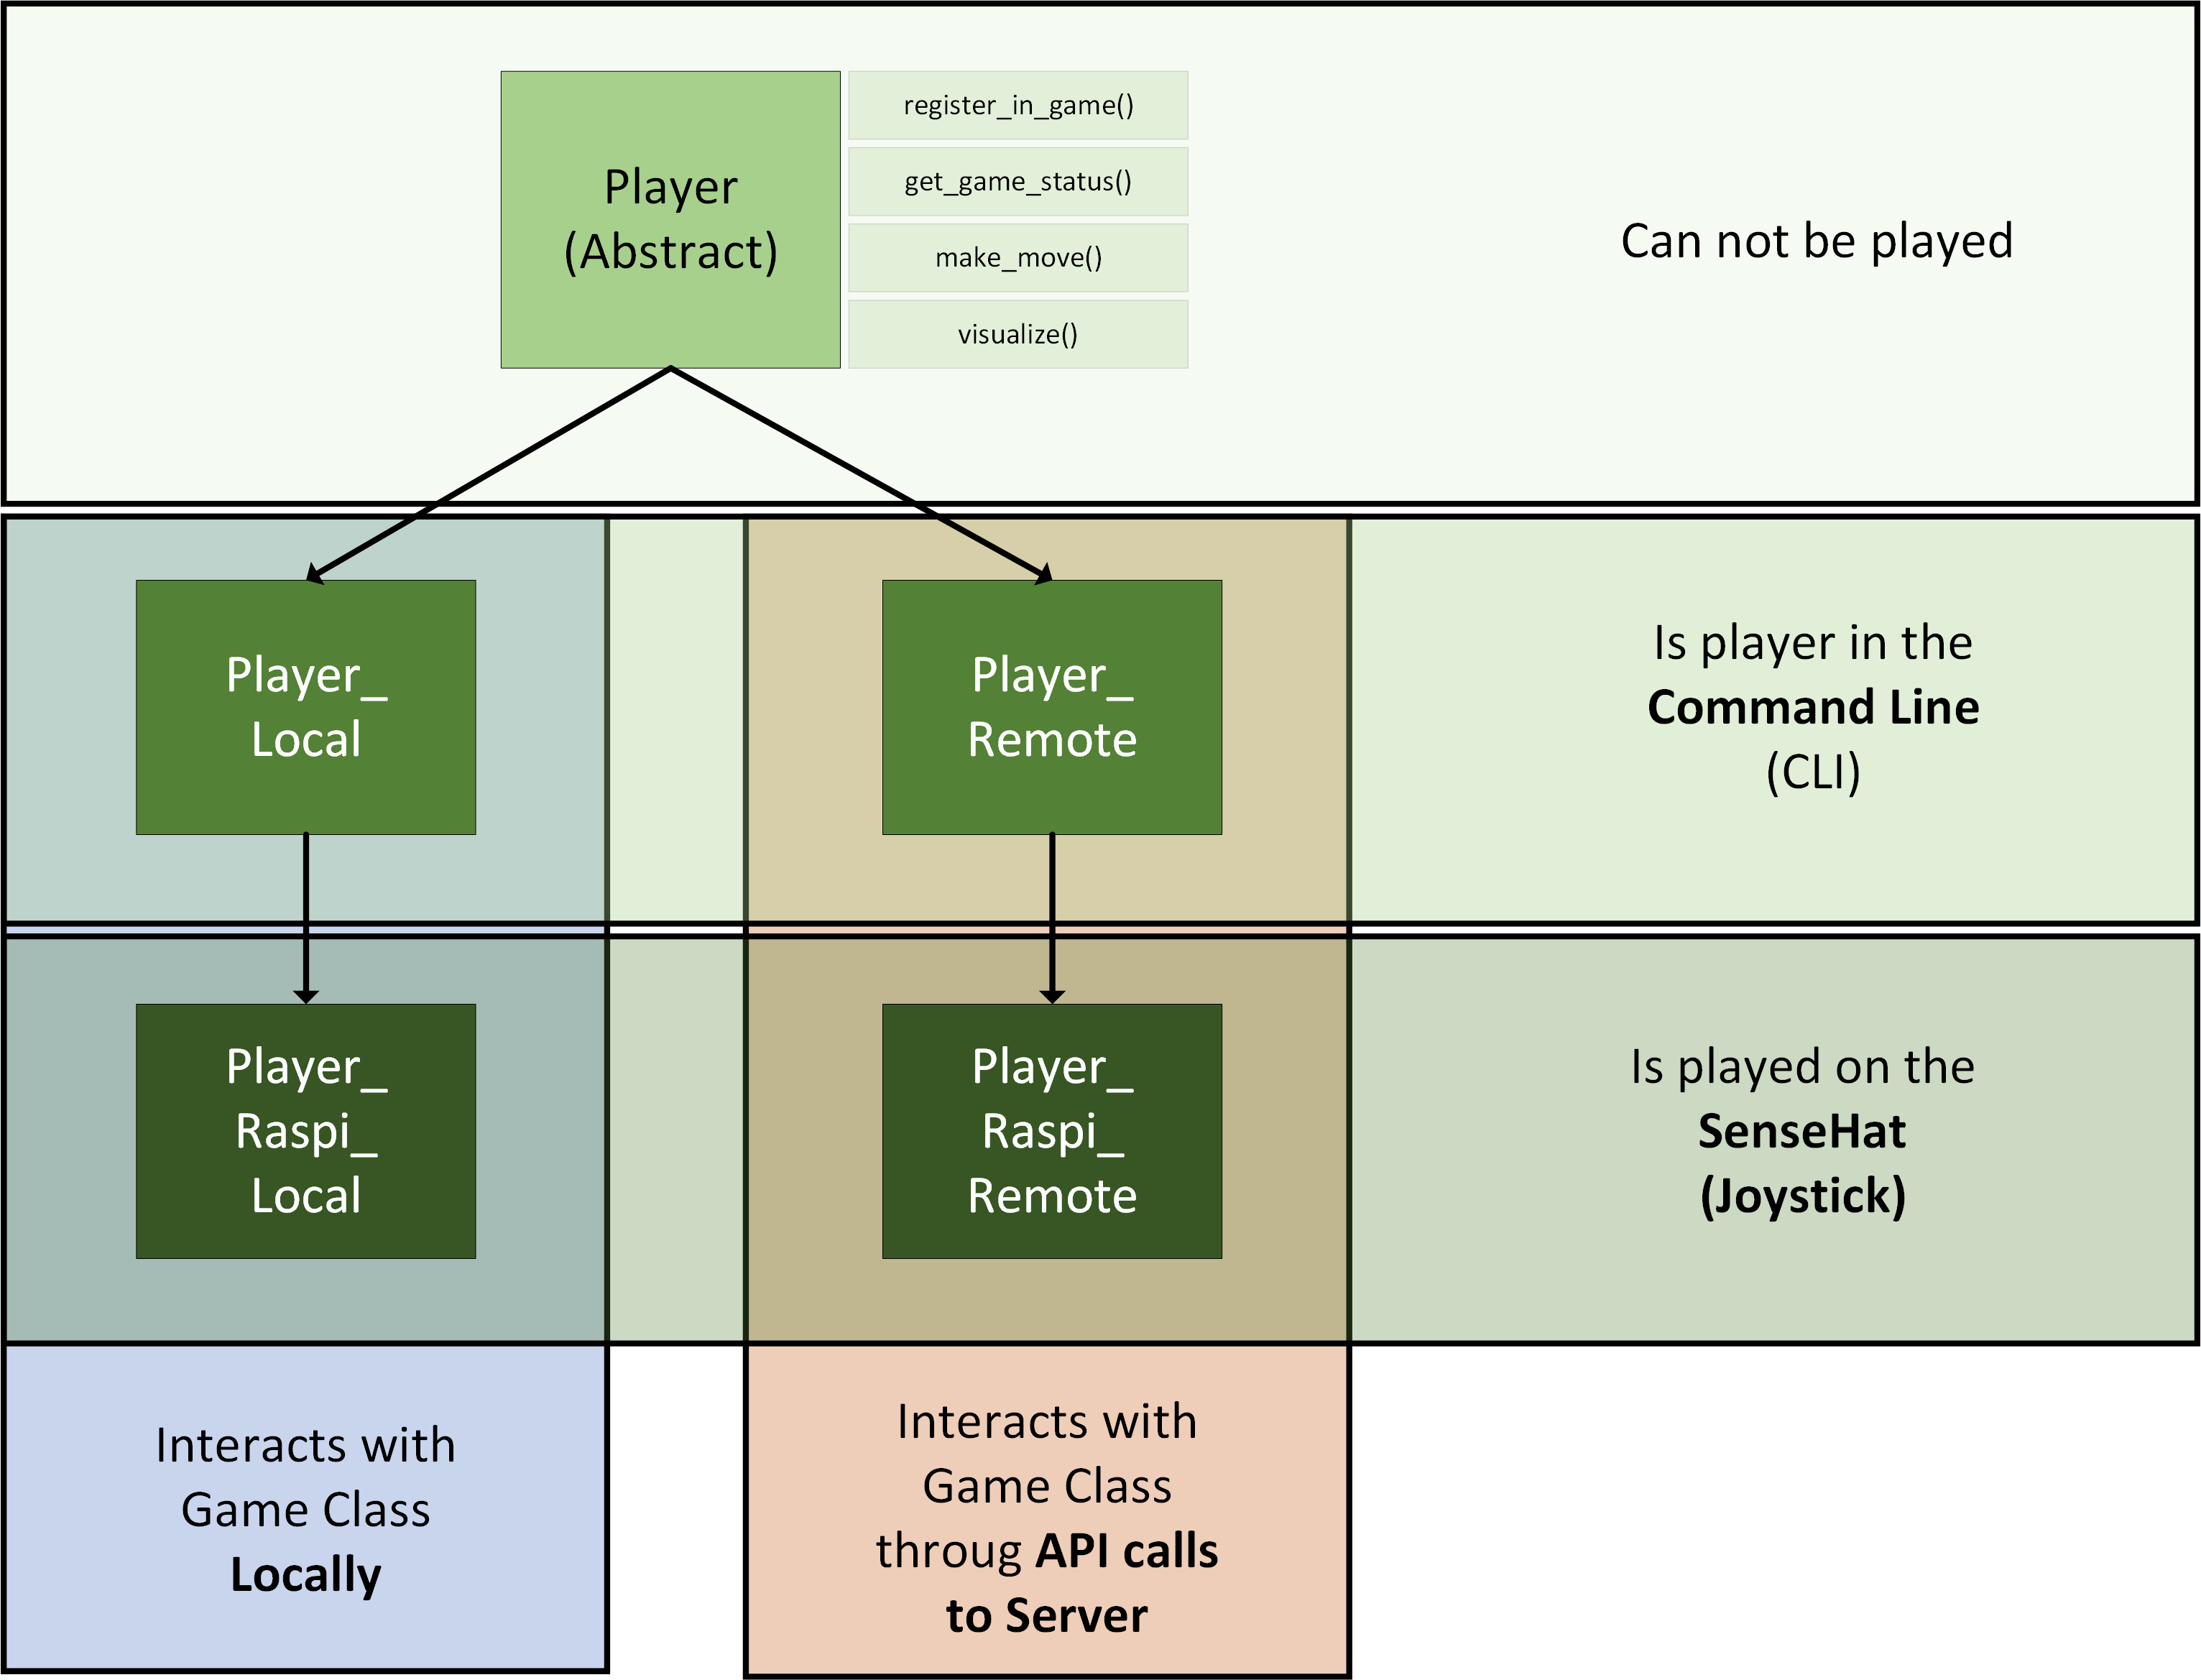 Player
(Abstract)
register_in_game()
get_game_status()
make_move()
visualize()
Can not be played
Player_
Local
Player_
Remote
Is player in the
Command Line
(CLI)
Player_
Raspi_
Local
Player_
Raspi_
Remote
Is played on the
SenseHat
(Joystick)
Interacts with
Game Class
Locally
Interacts with
Game Class
throug API calls
to Server